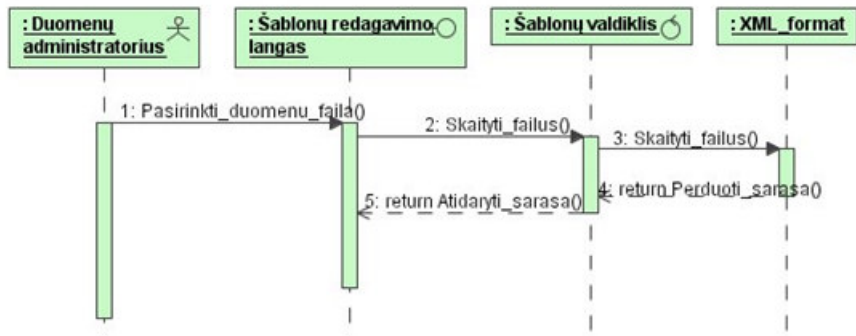 : Duomenų
administratorius
: Šablonų redagavimo
langas
: Šablonų valdiklis
: XML_format
1: Pasirinkti_duomenu_faila()
2: Skaityti_failus()
3: Skaityti_failus()
4: return Perduoti_sarasa()
5: return Atidaryti_sarasa()